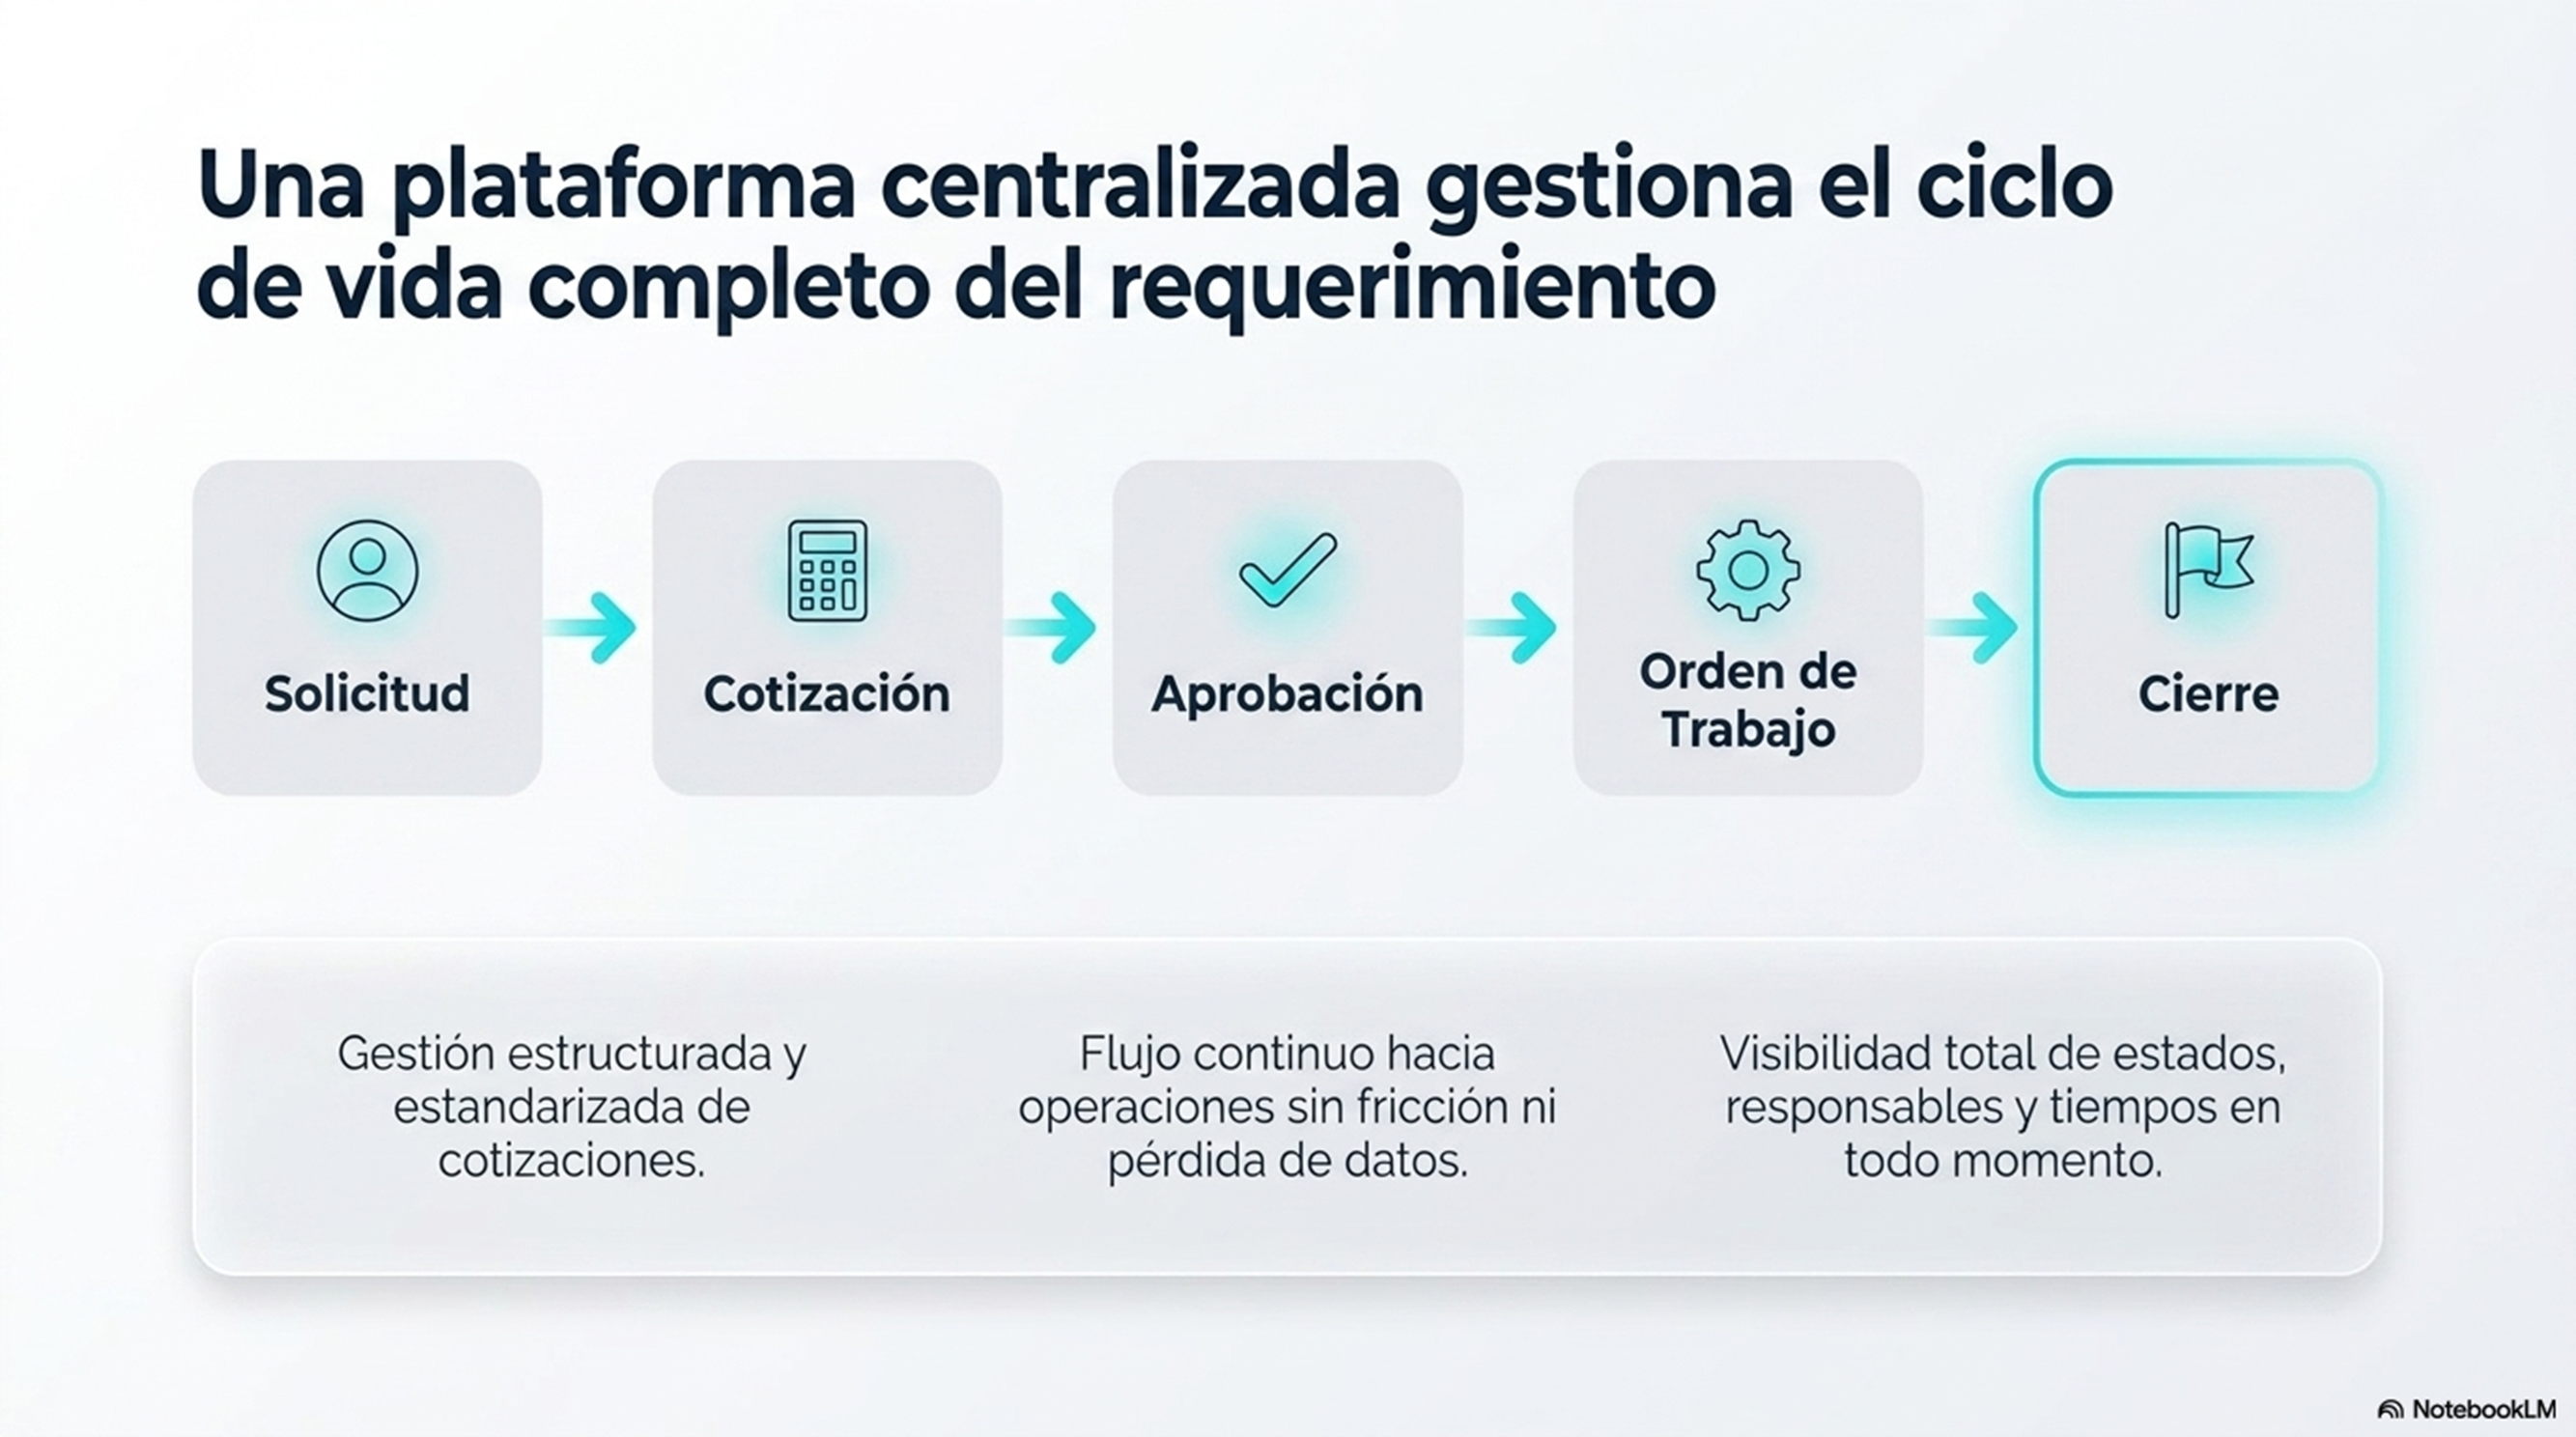 Una plataforma centralizada gestiona el ciclo
de vida completo del requerimiento
Solicitud
Cotización
Aprobación
Orden de
Trabajo
Cierre
Gestión estructurada y
estandarizada de
cotizaciones.
Flujo continuo hacia
operaciones sin fricción ni
pérdida de datos.
Visibilidad total de estados,
responsables y tiempos en
todo momento.
NotebookLM